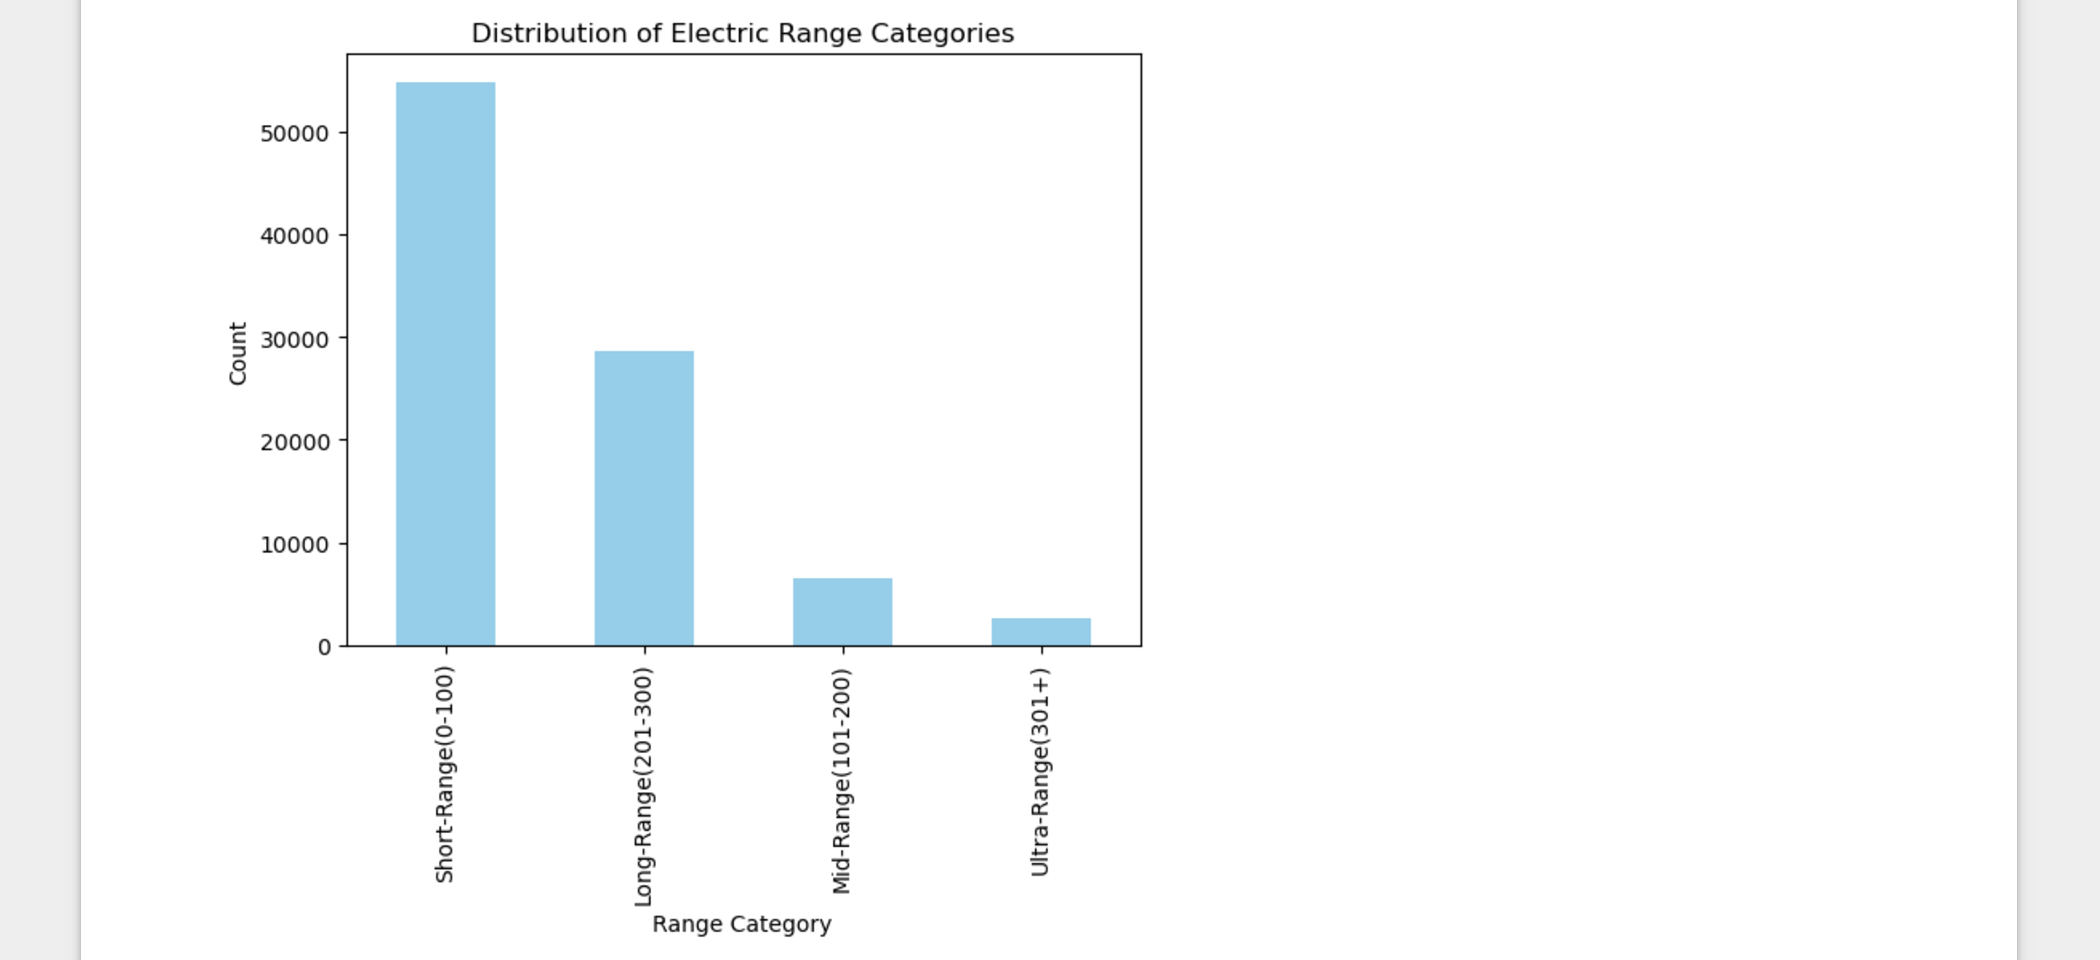 Distribution of Electric Range Categories
50000
40000
30000
20000
10000
0
Count
Short-Range(0-100)
Long-Range(201-300)
Mid-Range(101-200)
Ultra-Range(301+)
Range Category